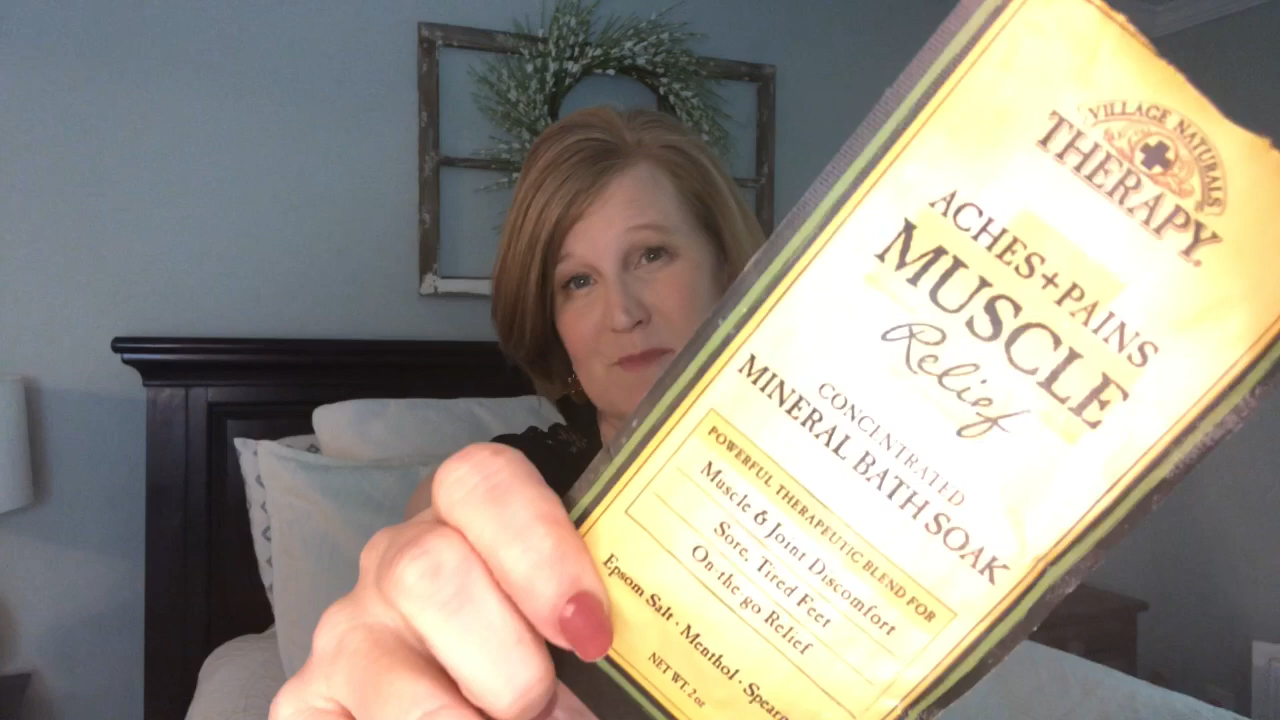 VILLAGE NATURALS
THERAPY.
ACHES+PAINS
MUSCLE
Relief
CONCENTRATED
MINERAL BATH SOAK
POWERFUL THERAPEUTIC BLEND FOR
Muscle & Joint Discomfort
Sore, Tired Feet
On-the go Relief
Epsom Salt · Menthol ·
NET WT. 2 oz